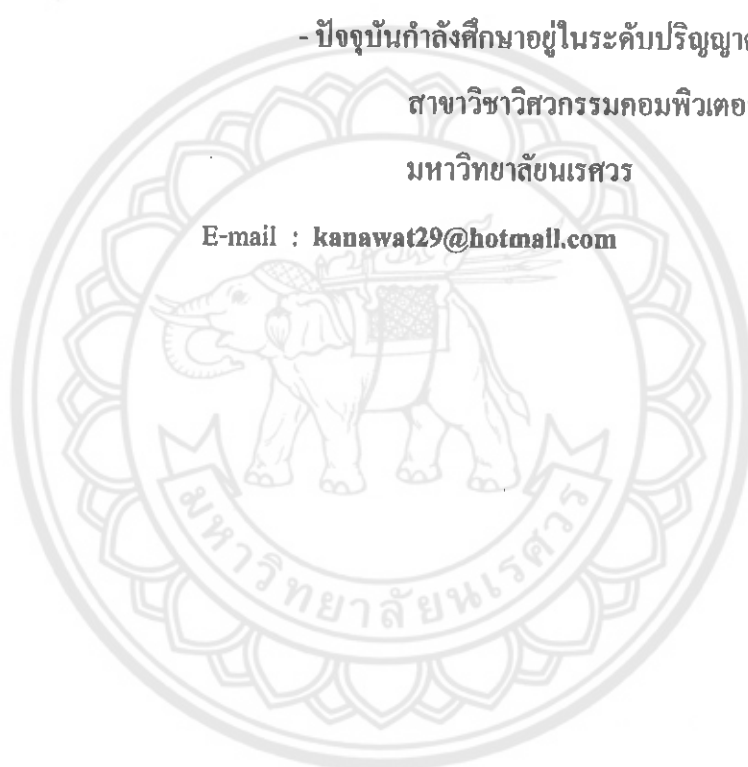 - ปัจจุบันกำลังศึกษาอยู่ในระดับปริญญา
สาขาวิชาวิศวกรรมคอมพิวเตอ
มหาวิทยาลัยนเรศวร
E-mail : kanawat29@hotmail.com
มหาวิทยาลัยนเรศวร